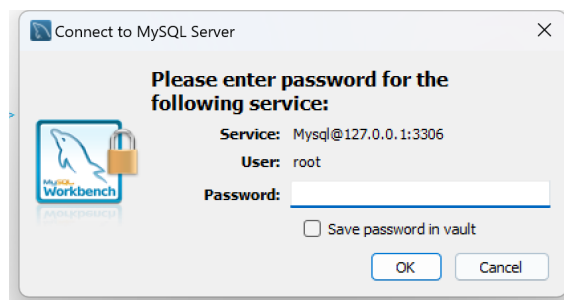 Connect to MySQL Server
Please enter password for the
following service:
Service: Mysql@127.0.0.1:3306
User: root
MySQL
Workbench
Password:
Save password in vault
OK Cancel